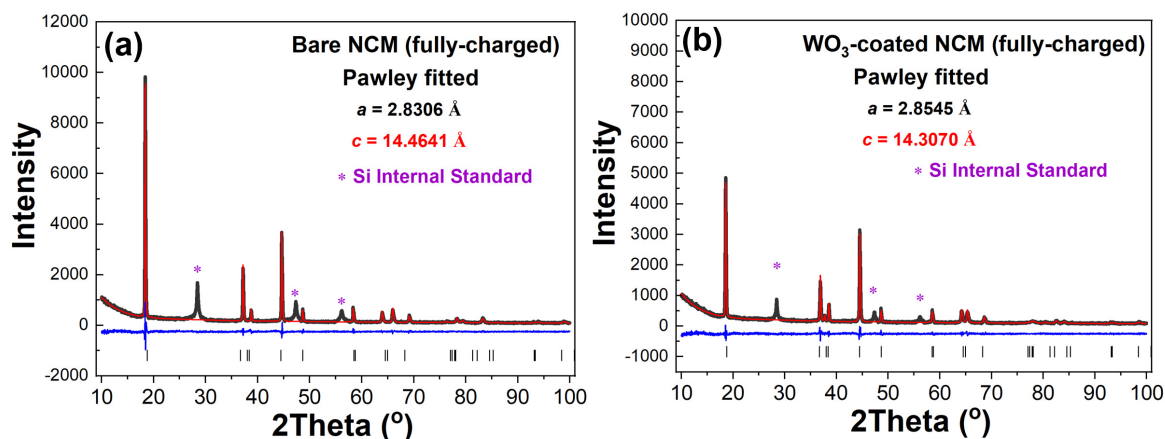 (a)
Bare NCM (fully-charged)
Pawley fitted
a = 2.8306 Å
c = 14.4641 Å
* Si Internal Standard
*
*
*
Intensity
12000
10000
8000
6000
4000
2000
0
-2000
10 20 30 40 50 60 70 80 90 100
2Theta (o)
(b)
WO3-coated NCM (fully-charged)
Pawley fitted
a = 2.8545 Å
c = 14.3070 Å
* Si Internal Standard
*
*
*
Intensity
10000
9000
8000
7000
6000
5000
4000
3000
2000
1000
0
-1000
10 20 30 40 50 60 70 80 90 100
2Theta (o)